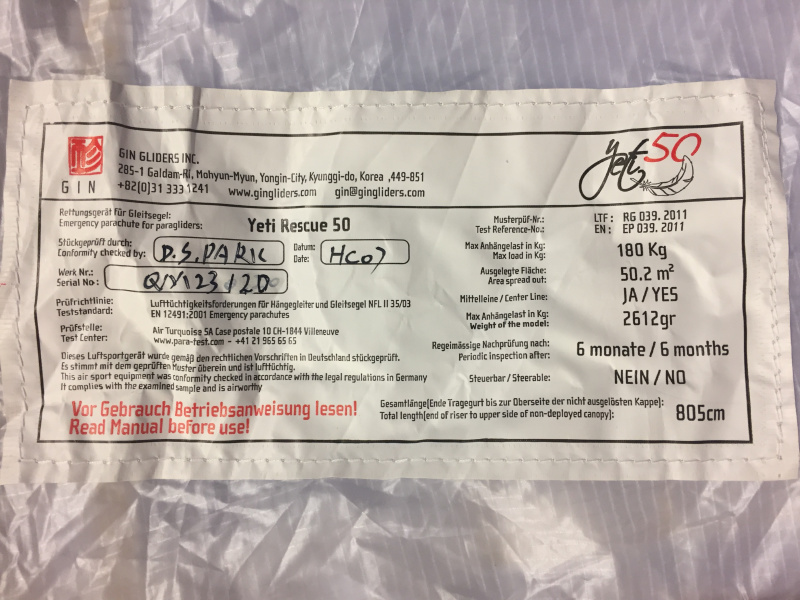 GIN
GIN GLIDERS INC.
285-1 Galdam-Ri, Mohyun-Myun, Yongin-City, Kyunggi-do, Korea ,449-851
+82(0)31 333 1241 www.gingliders.com gin@gingliders.com
yeti 50
Rettungsgerät für Gleitsegel:
Emergency parachute for paragliders: Yeti Rescue 50
Stückgeprüft durch:
Conformity checked by: D.S.PARK Datum:
Date:
Werk Nr.:
Serial No:
Prüfrichtlinie:
Teststandard:
Lufttüchtigkeitsforderungen für Hängegleiter und Gleitsegel NFL II 35/03
EN 12491:2001 Emergency parachutes
Prüfstelle:
Test Center:
Air Turquoise SA Case postale 10 CH-1844 Villeneuve
www.para-test.com - +41 21 965 65 65
Dieses Luftsportgerät wurde gemäß den rechtlichen Vorschriften in Deutschland stückgeprüft.
Es stimmt mit dem geprüften Muster überein und ist lufttüchtig.
This air sport equipment was conformity checked in accordance with the legal regulations in Germany
It complies with the examined sample and is airworthy
Vor Gebrauch Betriebsanweisung lesen!
Read Manual before use!
Musterpüf-Nr.:
Test Reference-No.:
LTF : RG 039. 2011
EN : EP 039. 2011
Max Anhängelast in Kg:
Max load in Kg:
180 Kg
Ausgelegte Fläche:
Area spread out:
50.2 m²
Mittelleine / Center Line: JA / YES
Max Anhängelast in Kg:
Weight of the model:
2612gr
Regeimässige Nachprüfung nach:
Periodic inspection after:
6 monate / 6 months
Steuerbar / Steerable: NEIN / NO
Gesamtlänge(Ende Tragegurt bis zur Oberseite der nicht ausgelösten Kappe):
Total length(end of riser to upper side of non-deployed canopy):
805cm